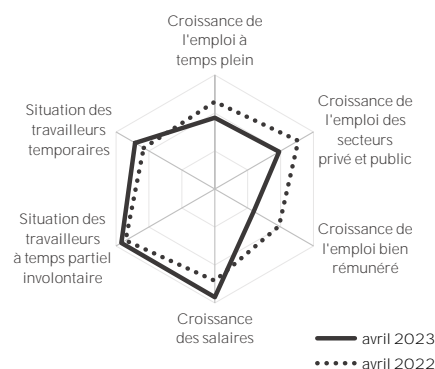 Croissance de
l'emploi à
temps plein
Croissance de
l'emploi des
secteurs
privé et public
Croissance de
l'emploi bien
rémunéré
Croissance
des salaires
Situation des
travailleurs
à temps partiel
involontaire
Situation des
travailleurs
temporaires
avril 2023
avril 2022